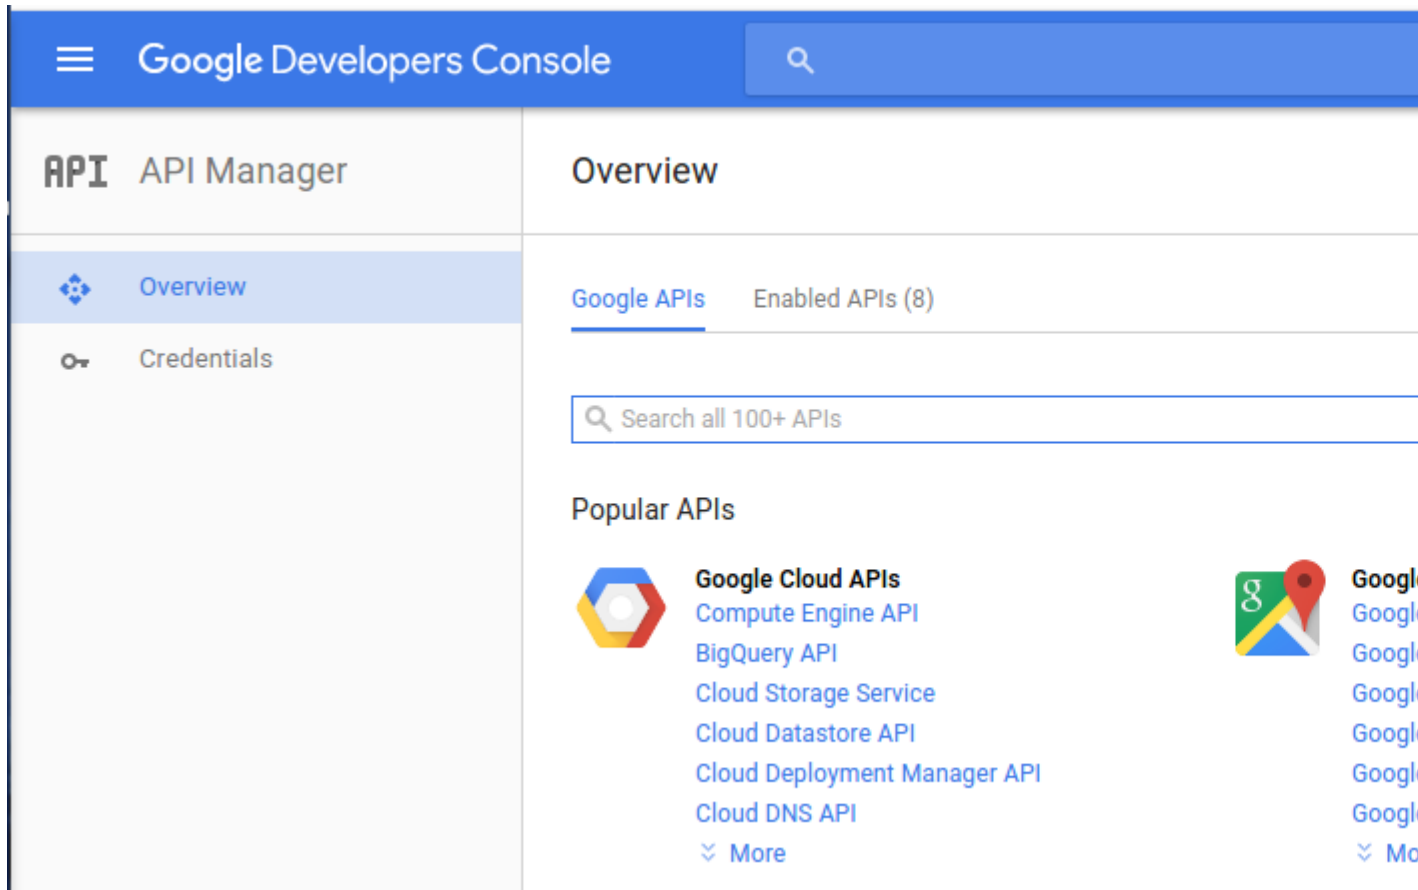 Google Developers Console
API API Manager
Overview
Credentials
Overview
Google APIs Enabled APIs (8)
Search all 100+ APIs
Popular APIs
Google Cloud APIs
Compute Engine API
BigQuery API
Cloud Storage Service
Cloud Datastore API
Cloud Deployment Manager API
Cloud DNS API
More
g